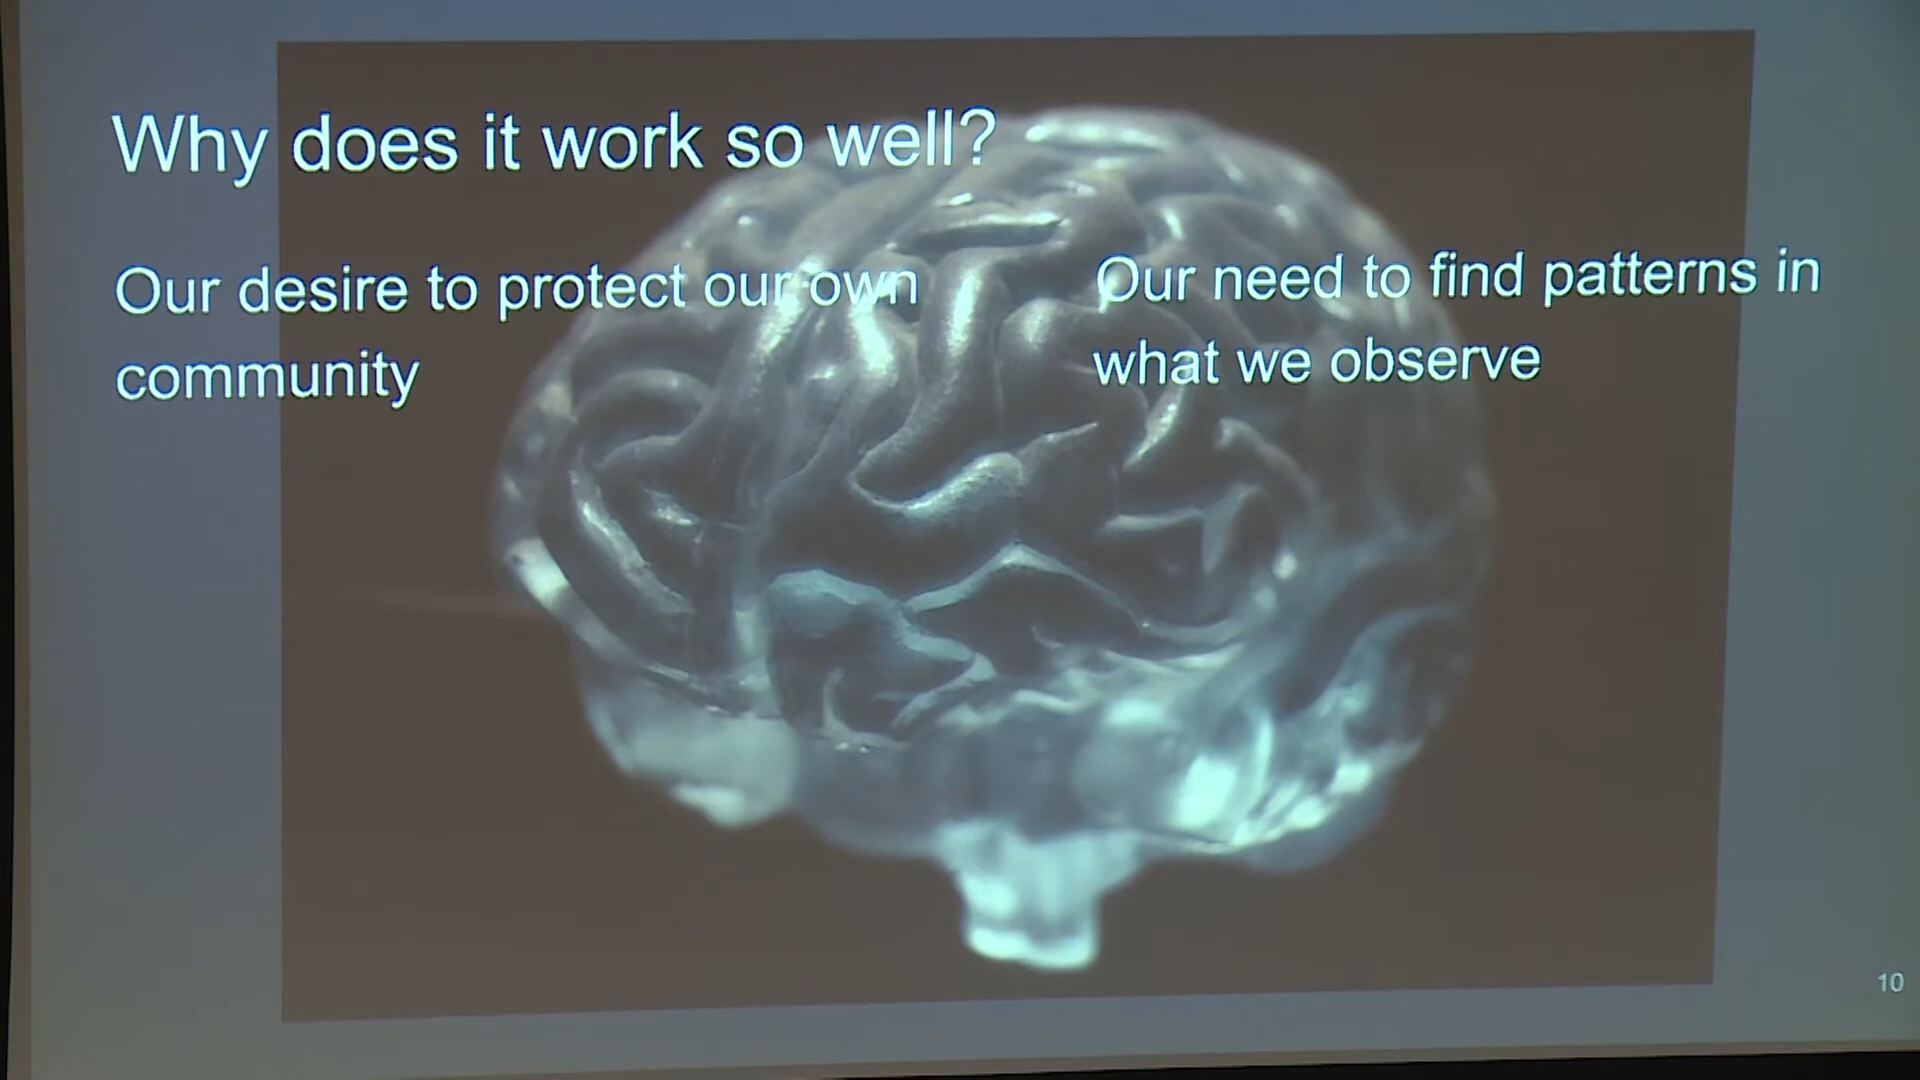 Why does it work so well?
Our desire to protect our own
community
Our need to find patterns in
what we observe
10